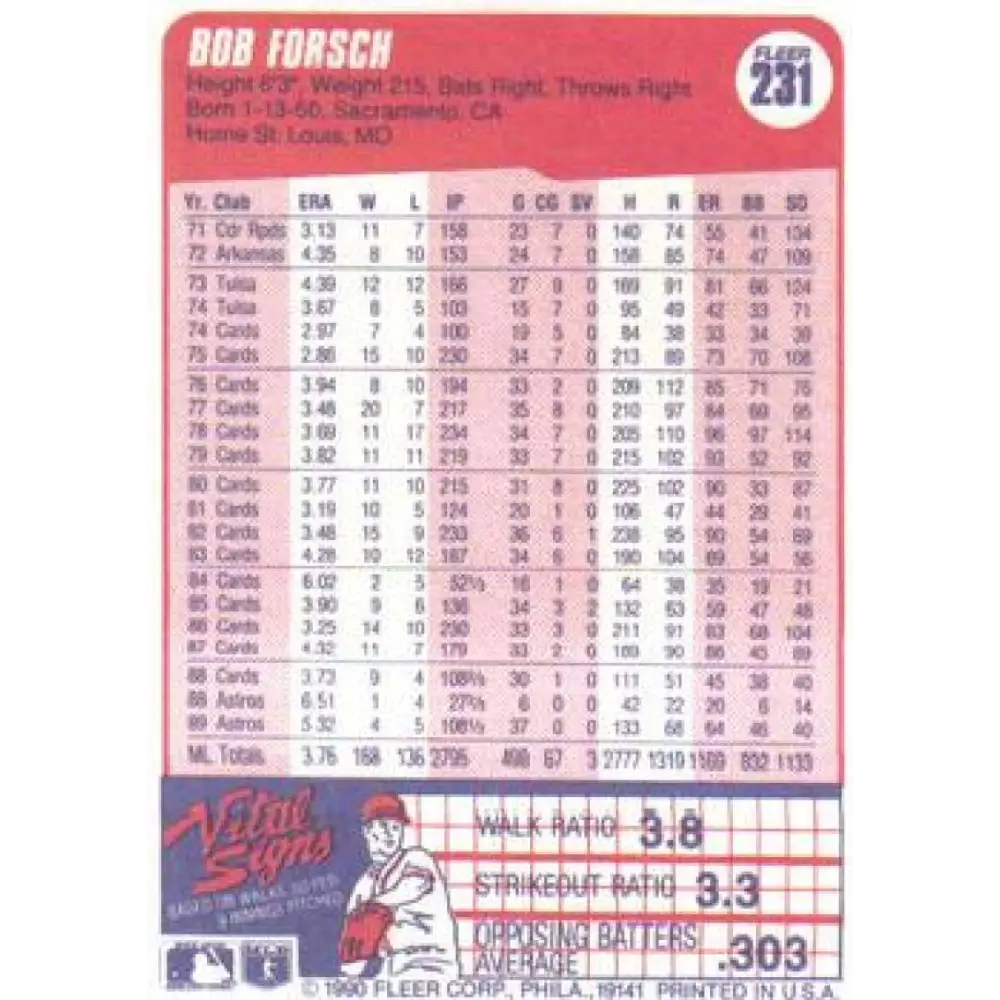 BOB FORSCH
FLEER
231
Height 6'3", Weight 215, Bats Right, Throws Right
Born 1-13-50, Sacramento, CA
Home St. Louis, MO
Yr. Club ERA W L IP G CG SV H R ER BB SO
71 Cdr Rpds 3.13 11 7 158 23 7 0 140 74 55 41 134
72 Arkansas 4.35 8 10 153 24 7 0 158 85 74 47 109
73 Tulsa 4.39 12 12 166 27 9 0 169 91 81 66 124
74 Tulsa 3.67 8 5 103 15 7 0 95 49 42 33 71
74 Cards 2.97 7 4 100 19 5 0 84 38 33 34 39
75 Cards 2.86 15 10 230 34 7 0 213 89 73 70 108
76 Cards 3.94 8 10 194 33 2 0 209 112 85 71 76
77 Cards 3.48 20 7 217 35 8 0 210 97 84 69 95
78 Cards 3.69 11 17 234 34 7 0 205 110 96 97 114
79 Cards 3.82 11 11 219 33 7 0 215 102 93 52 92
80 Cards 3.77 11 10 215 31 8 0 225 102 90 33 87
81 Cards 3.19 10 5 124 20 1 0 106 47 44 29 41
82 Cards 3.48 15 9 233 36 6 1 238 95 90 54 69
83 Cards 4.28 10 12 187 34 6 0 190 104 89 54 56
84 Cards 6.02 2 5 52⅓ 16 1 0 64 38 35 19 21
85 Cards 3.90 9 6 136 34 3 2 132 63 59 47 48
86 Cards 3.25 14 10 230 33 3 0 211 91 83 68 104
87 Cards 4.32 11 7 179 33 2 0 189 90 86 45 89
88 Cards 3.73 9 4 108⅔ 30 1 0 111 51 45 38 40
88 Astros 6.51 1 4 27⅔ 6 0 0 42 22 20 6 14
89 Astros 5.32 4 5 108⅓ 37 0 0 133 68 64 46 40
ML Totals 3.76 168 136 2795 498 67 3 2777 1319 1169 832 1133
Vital Signs
BASED ON WALKS, HITS PER
9 INNINGS PITCHED
WALK RATIO 3.8
STRIKEOUT RATIO 3.3
OPPOSING BATTERS
AVERAGE .303
© 1990 FLEER CORP., PHILA., 19141 PRINTED IN U.S.A.